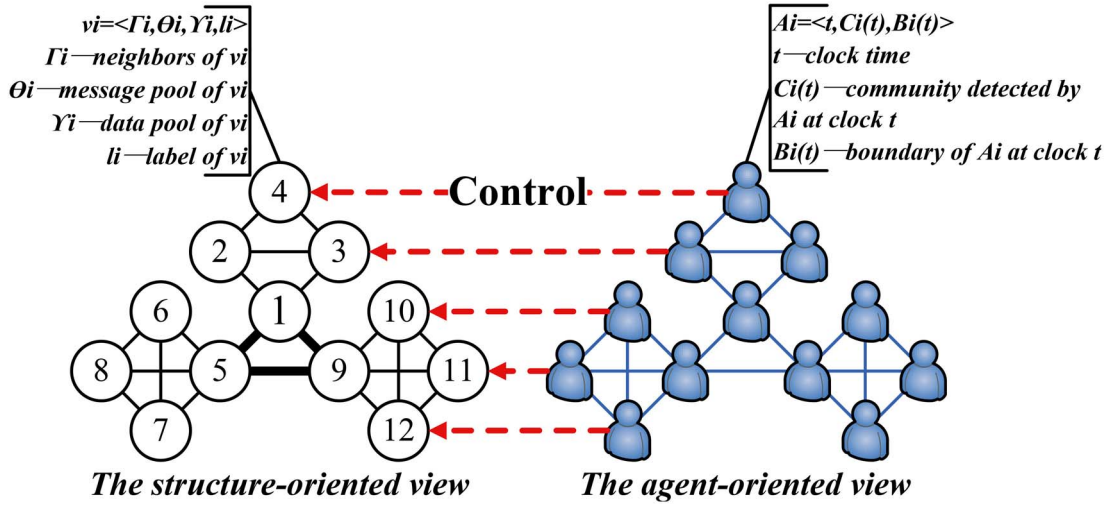 vi=<Γi,Θi,Υi,li>
Γi—neighbors of vi
Θi—message pool of vi
Υi—data pool of vi
li—label of vi
Ai=<t,Ci(t),Bi(t)>
t—clock time
Ci(t)—community detected by
Ai at clock t
Bi(t)—boundary of Ai at clock t
4
Control
2
3
6
1
10
8
5
9
11
7
12
The structure-oriented view
The agent-oriented view